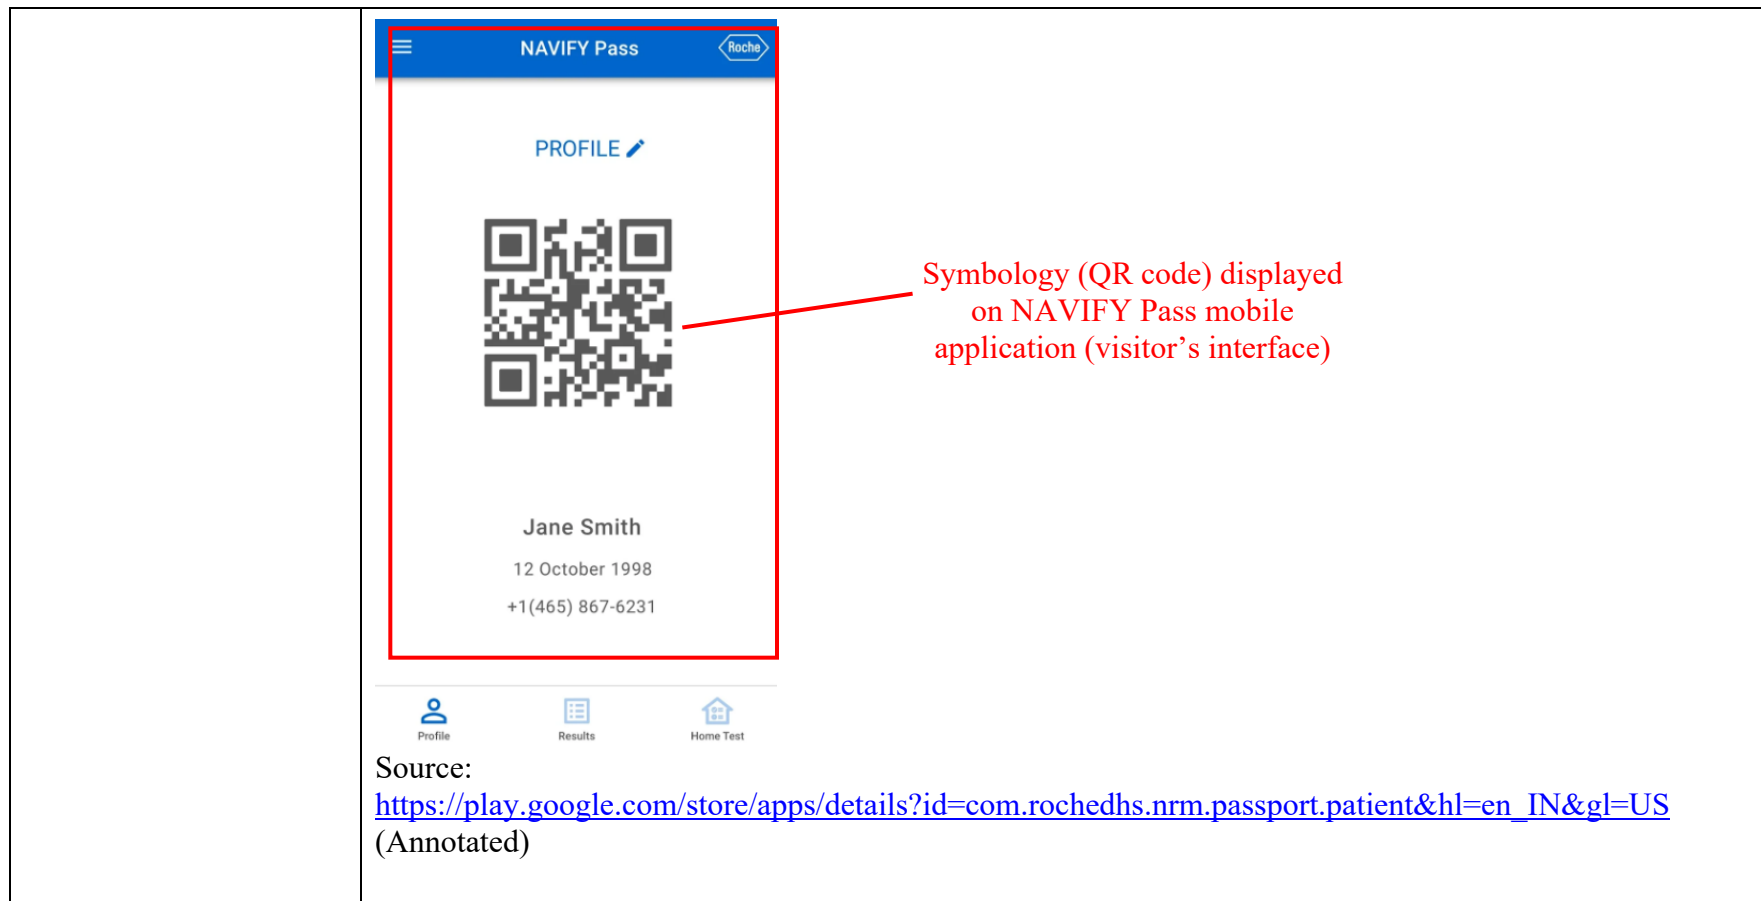 NAVIFY Pass
Roche
PROFILE
Symbology (QR code) displayed
on NAVIFY Pass mobile
application (visitor’s interface)
Jane Smith
12 October 1998
+1(465) 867-6231
Profile
Results
Home Test
Source:
https://play.google.com/store/apps/details?id=com.rochedhs.nrm.passport.patient&hl=en_IN&gl=US
(Annotated)